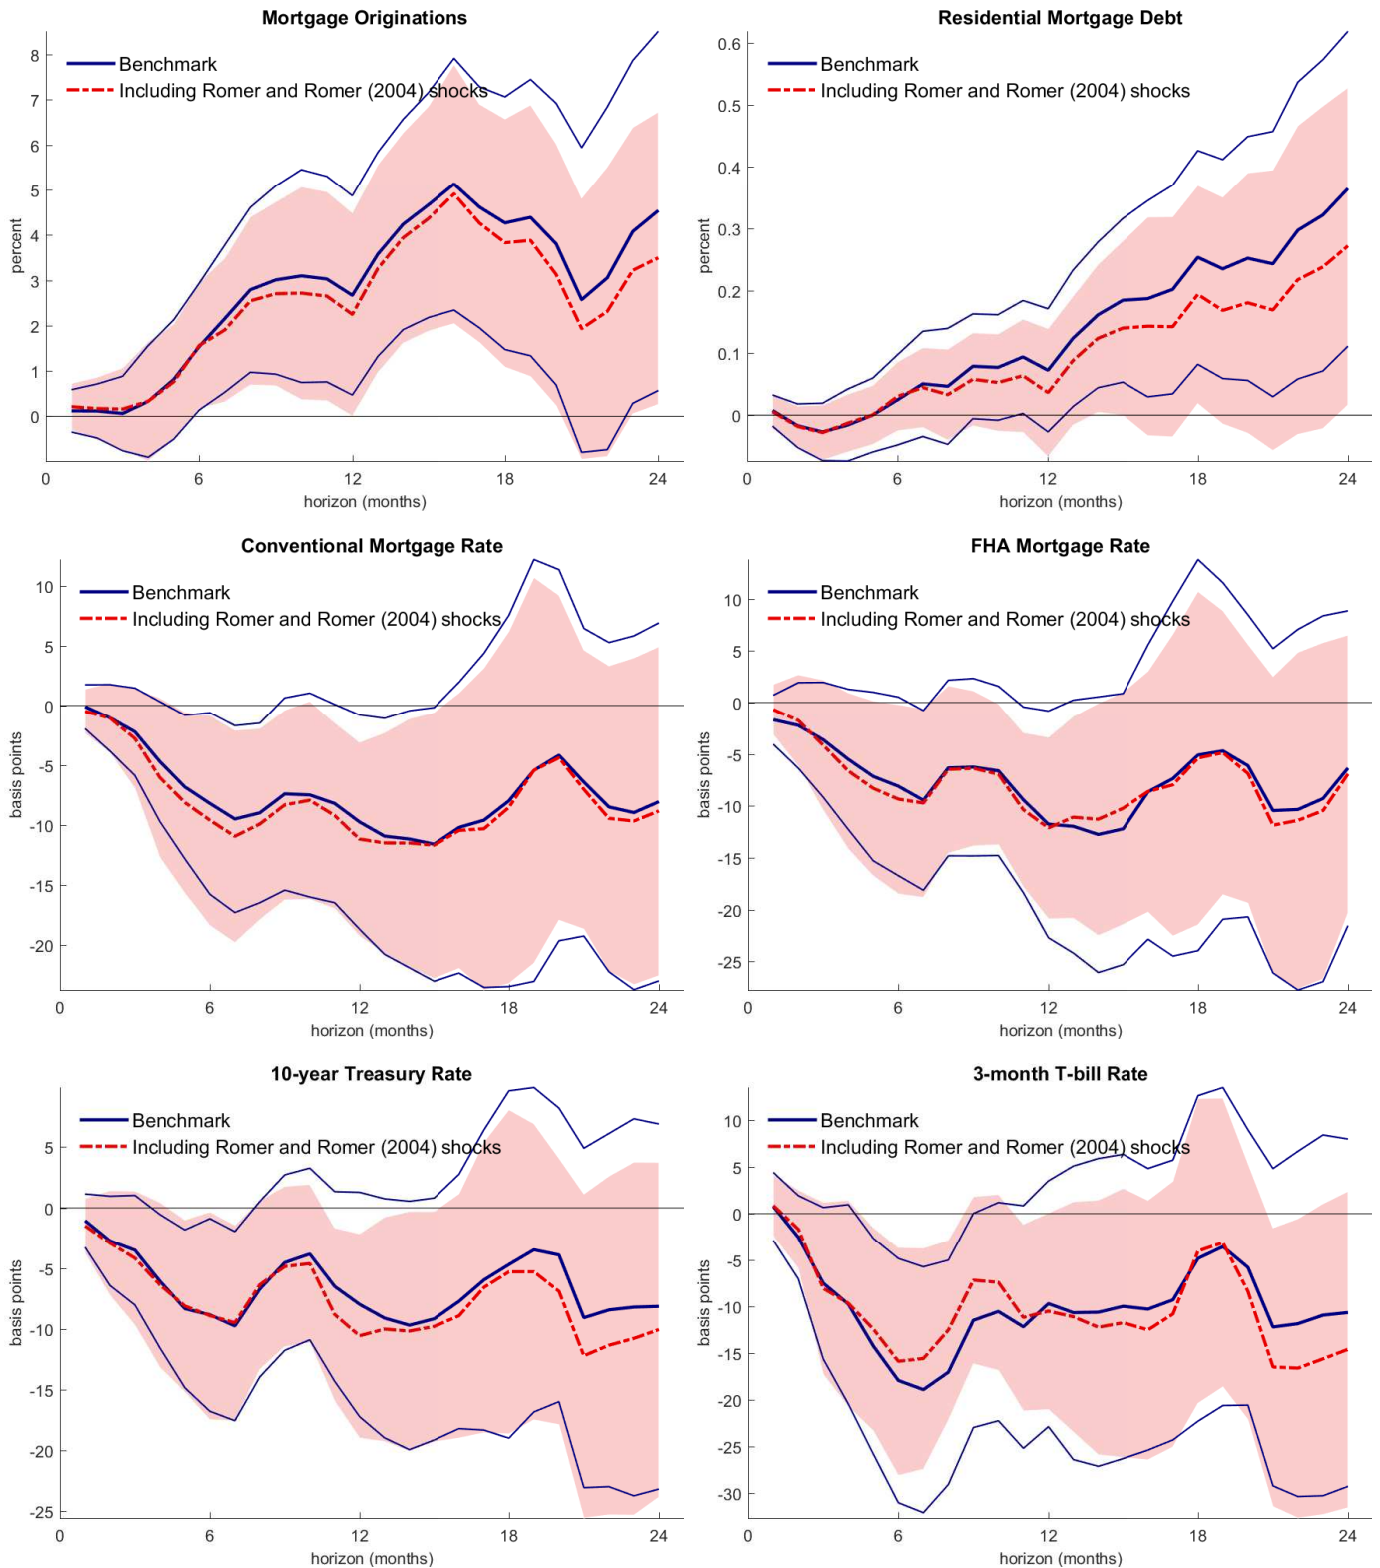 Mortgage Originations
Benchmark
Including Romer and Romer (2004) shocks
8
7
6
5
4
3
2
1
0
percent
0 6 12 18 24
horizon (months)
Residential Mortgage Debt
Benchmark
Including Romer and Romer (2004) shocks
0.6
0.5
0.4
0.3
0.2
0.1
0
percent
0 6 12 18 24
horizon (months)
Conventional Mortgage Rate
Benchmark
Including Romer and Romer (2004) shocks
10
5
0
-5
-10
-15
-20
basis points
0 6 12 18 24
horizon (months)
FHA Mortgage Rate
Benchmark
Including Romer and Romer (2004) shocks
10
5
0
-5
-10
-15
-20
-25
basis points
0 6 12 18 24
horizon (months)
10-year Treasury Rate
Benchmark
Including Romer and Romer (2004) shocks
5
0
-5
-10
-15
-20
-25
basis points
0 6 12 18 24
horizon (months)
3-month T-bill Rate
Benchmark
Including Romer and Romer (2004) shocks
10
5
0
-5
-10
-15
-20
-25
-30
basis points
0 6 12 18 24
horizon (months)